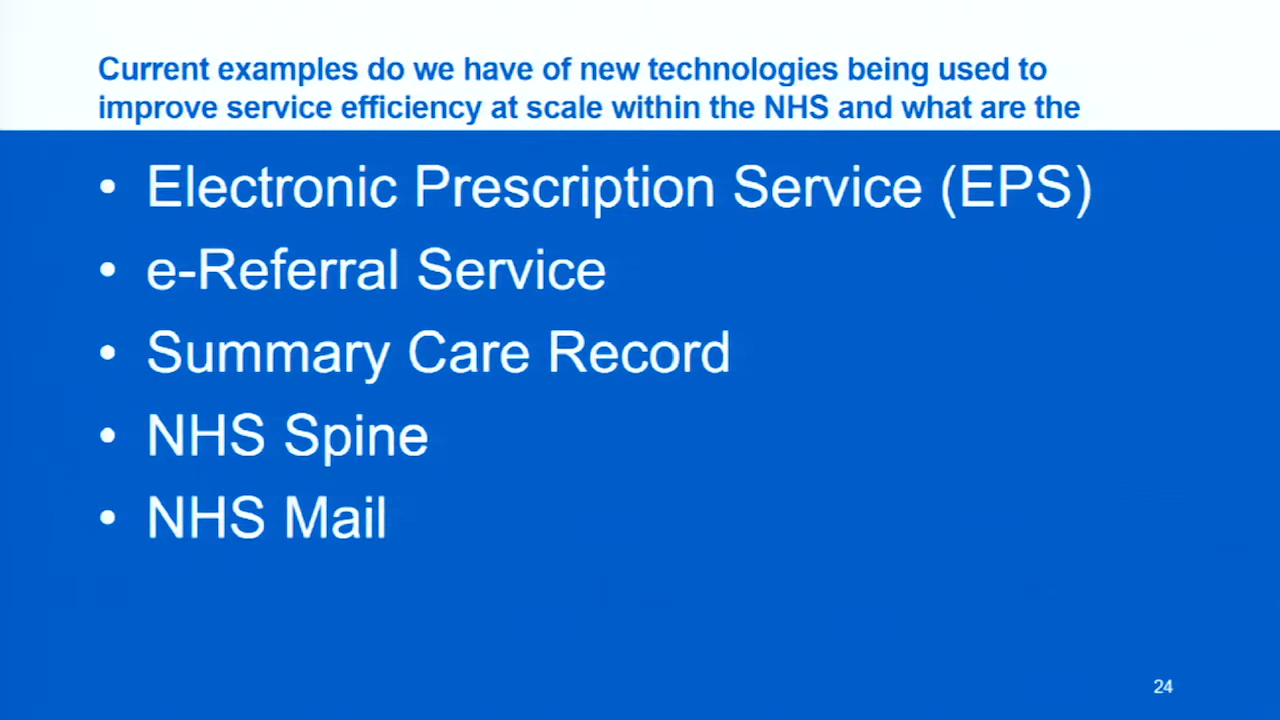 Current examples do we have of new technologies being used to
improve service efficiency at scale within the NHS and what are the
• Electronic Prescription Service (EPS)
• e-Referral Service
• Summary Care Record
• NHS Spine
• NHS Mail
24